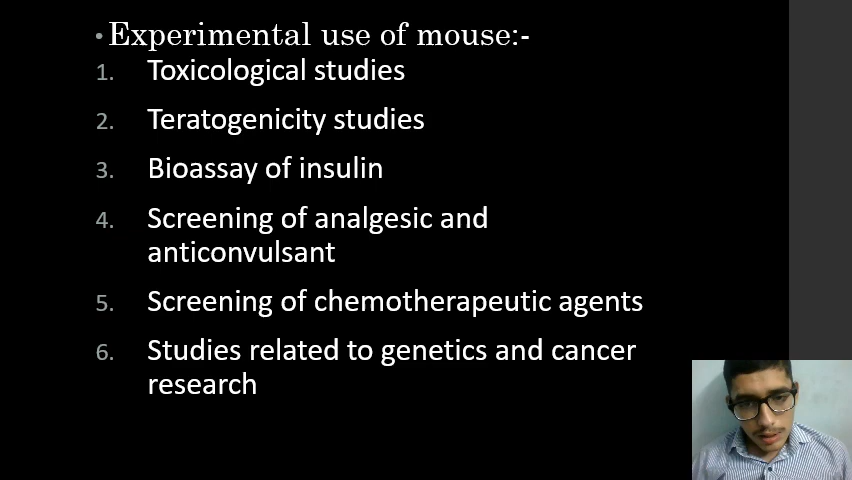 • Experimental use of mouse:-
1. Toxicological studies
2. Teratogenicity studies
3. Bioassay of insulin
4. Screening of analgesic and
anticonvulsant
5. Screening of chemotherapeutic agents
6. Studies related to genetics and cancer
research